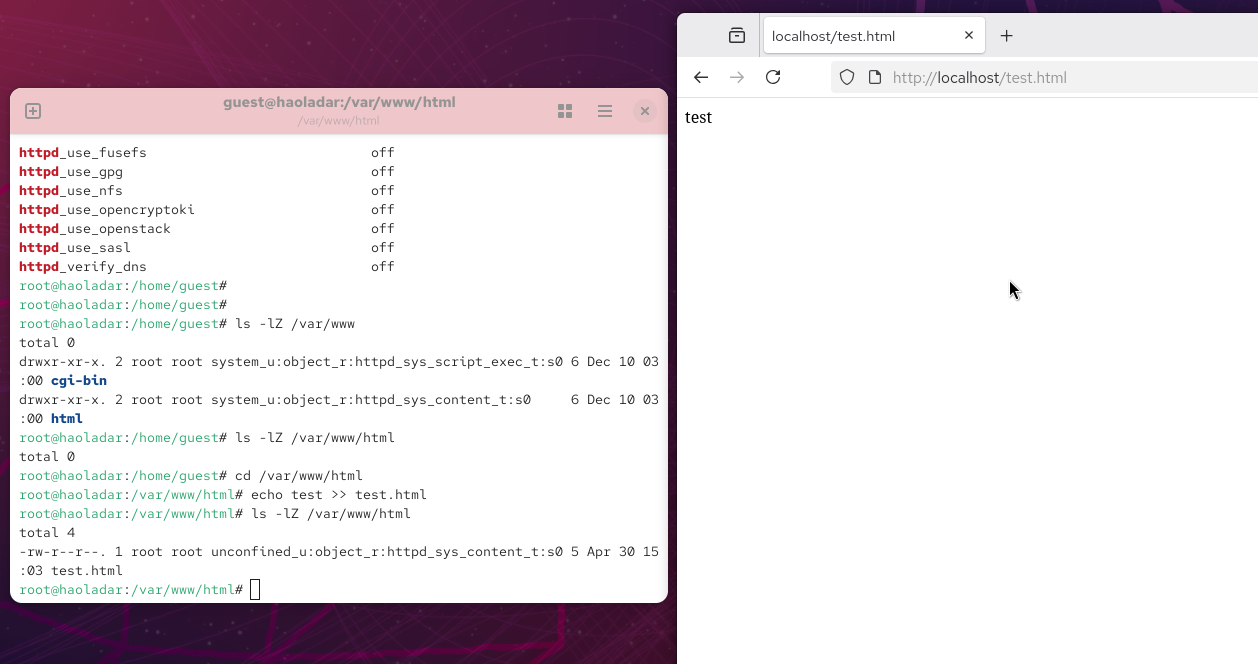 guest@haoladar:/var/www/html
/var/www/html
httpd_use_fusefs off
httpd_use_gpg off
httpd_use_nfs off
httpd_use_opencryptoki off
httpd_use_openstack off
httpd_use_sasl off
httpd_verify_dns off
root@haoladar:/home/guest#
root@haoladar:/home/guest#
root@haoladar:/home/guest# ls -lZ /var/www
total 0
drwxr-xr-x. 2 root root system_u:object_r:httpd_sys_script_exec_t:s0 6 Dec 10 03
:00 cgi-bin
drwxr-xr-x. 2 root root system_u:object_r:httpd_sys_content_t:s0     6 Dec 10 03
:00 html
root@haoladar:/home/guest# ls -lZ /var/www/html
total 0
root@haoladar:/home/guest# cd /var/www/html
root@haoladar:/var/www/html# echo test >> test.html
root@haoladar:/var/www/html# ls -lZ /var/www/html
total 4
-rw-r--r--. 1 root root unconfined_u:object_r:httpd_sys_content_t:s0 5 Apr 30 15
:03 test.html
root@haoladar:/var/www/html#
localhost/test.html
http://localhost/test.html
test